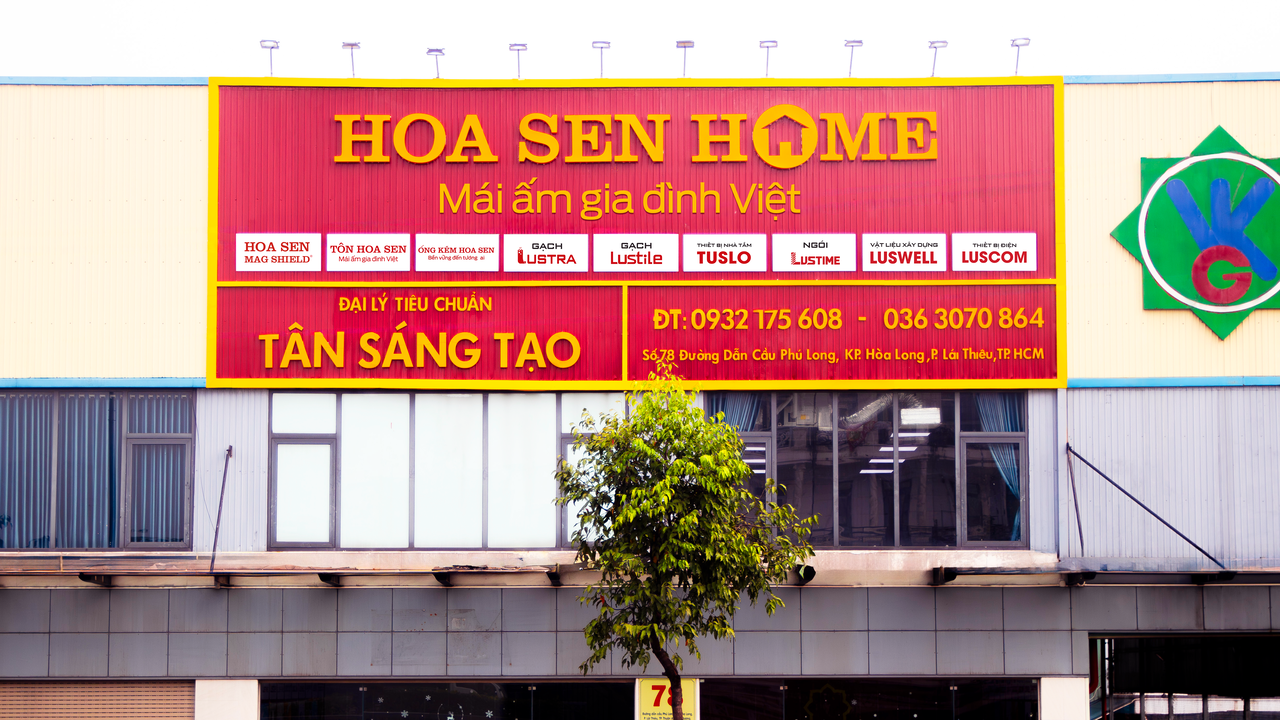 HOA SEN HOME
Mái ấm gia đình Việt
HOA SEN
MAG SHIELD
TÔN HOA SEN
Mái ấm gia đình Việt
ỐNG KẼM HOA SEN
GẠCH
LUSTRA
GẠCH
LUStile
THIẾT BỊ NHÀ TẮM
TUSLO
NGÓI
LUSTIME
VẬT LIỆU XÂY DỰNG
LUSWELL
THIẾT BỊ ĐIỆN
LUSCOM
ĐẠI LÝ TIÊU CHUẨN
TÂN SÁNG TẠO
ĐT: 0932 175 608 - 036 3070 864
Số 78 Đường Dẫn Cầu Phú Long, KP. Hòa Long, P. Lái Thiêu, TP. HCM
VK
G
78